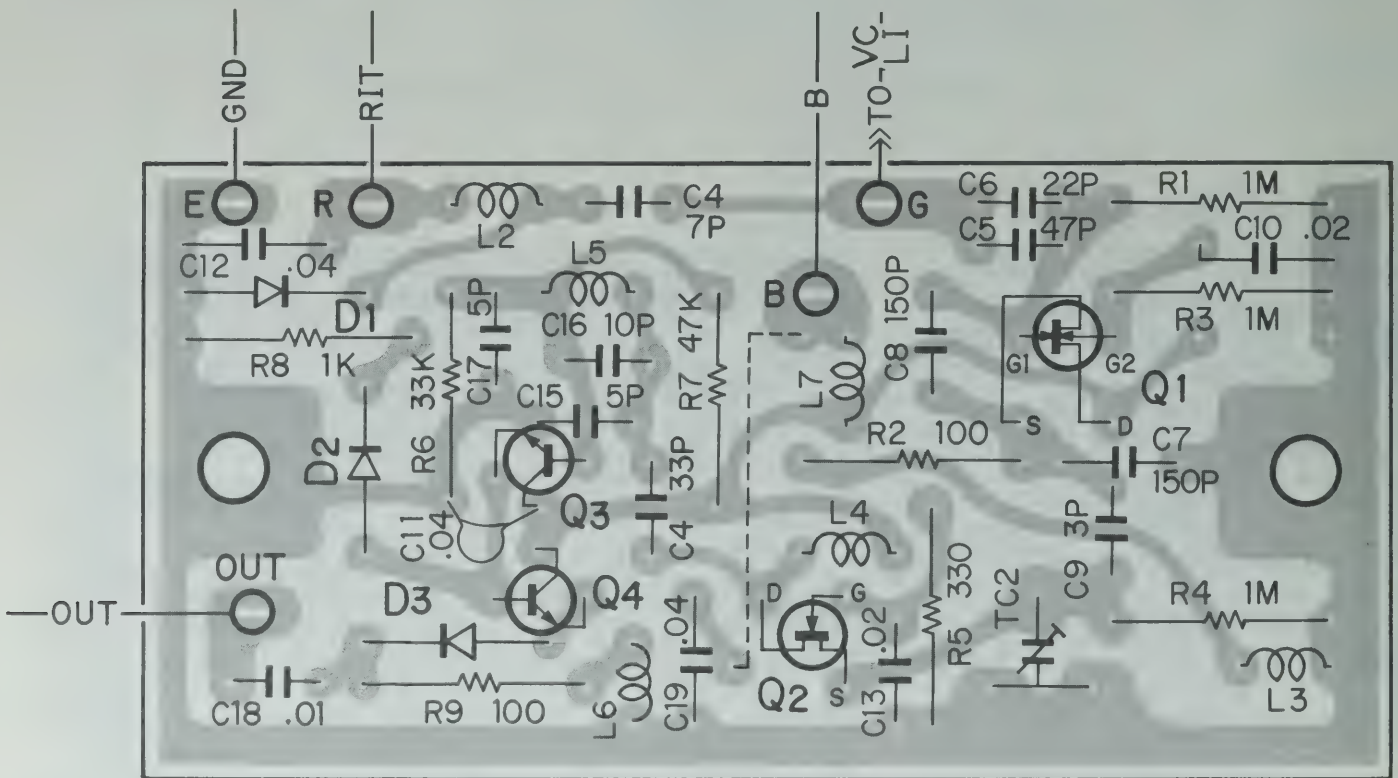 GND
RIT
B
TO-VC-LI
E
R
L2
C4
7P
G
C6 22P
R1 1M
C5 47P
C10 .02
C12 .04
L5
B
D1
5P
C16 10P
C17
47K
R7
150P
C8
R3 1M
G1
G2
Q1
R8 1K
33K
R6
C15 5P
L7
S
D
D2
R2 100
C7
150P
Q3
33P
C4
C11
.04
L4
3P
C9
OUT
OUT
D3
Q4
.04
C19
D
G
S
Q2
.02
C13
330
R5
TC2
R4 1M
L3
C18 .01
R9 100
L6